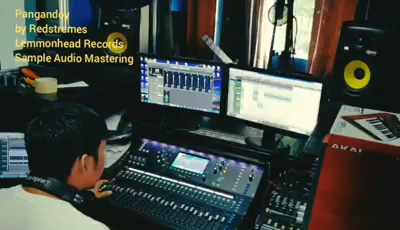 Pangandoy
by Redstremes
Lemmonhead Records
Sample Audio Mastering
AKAI